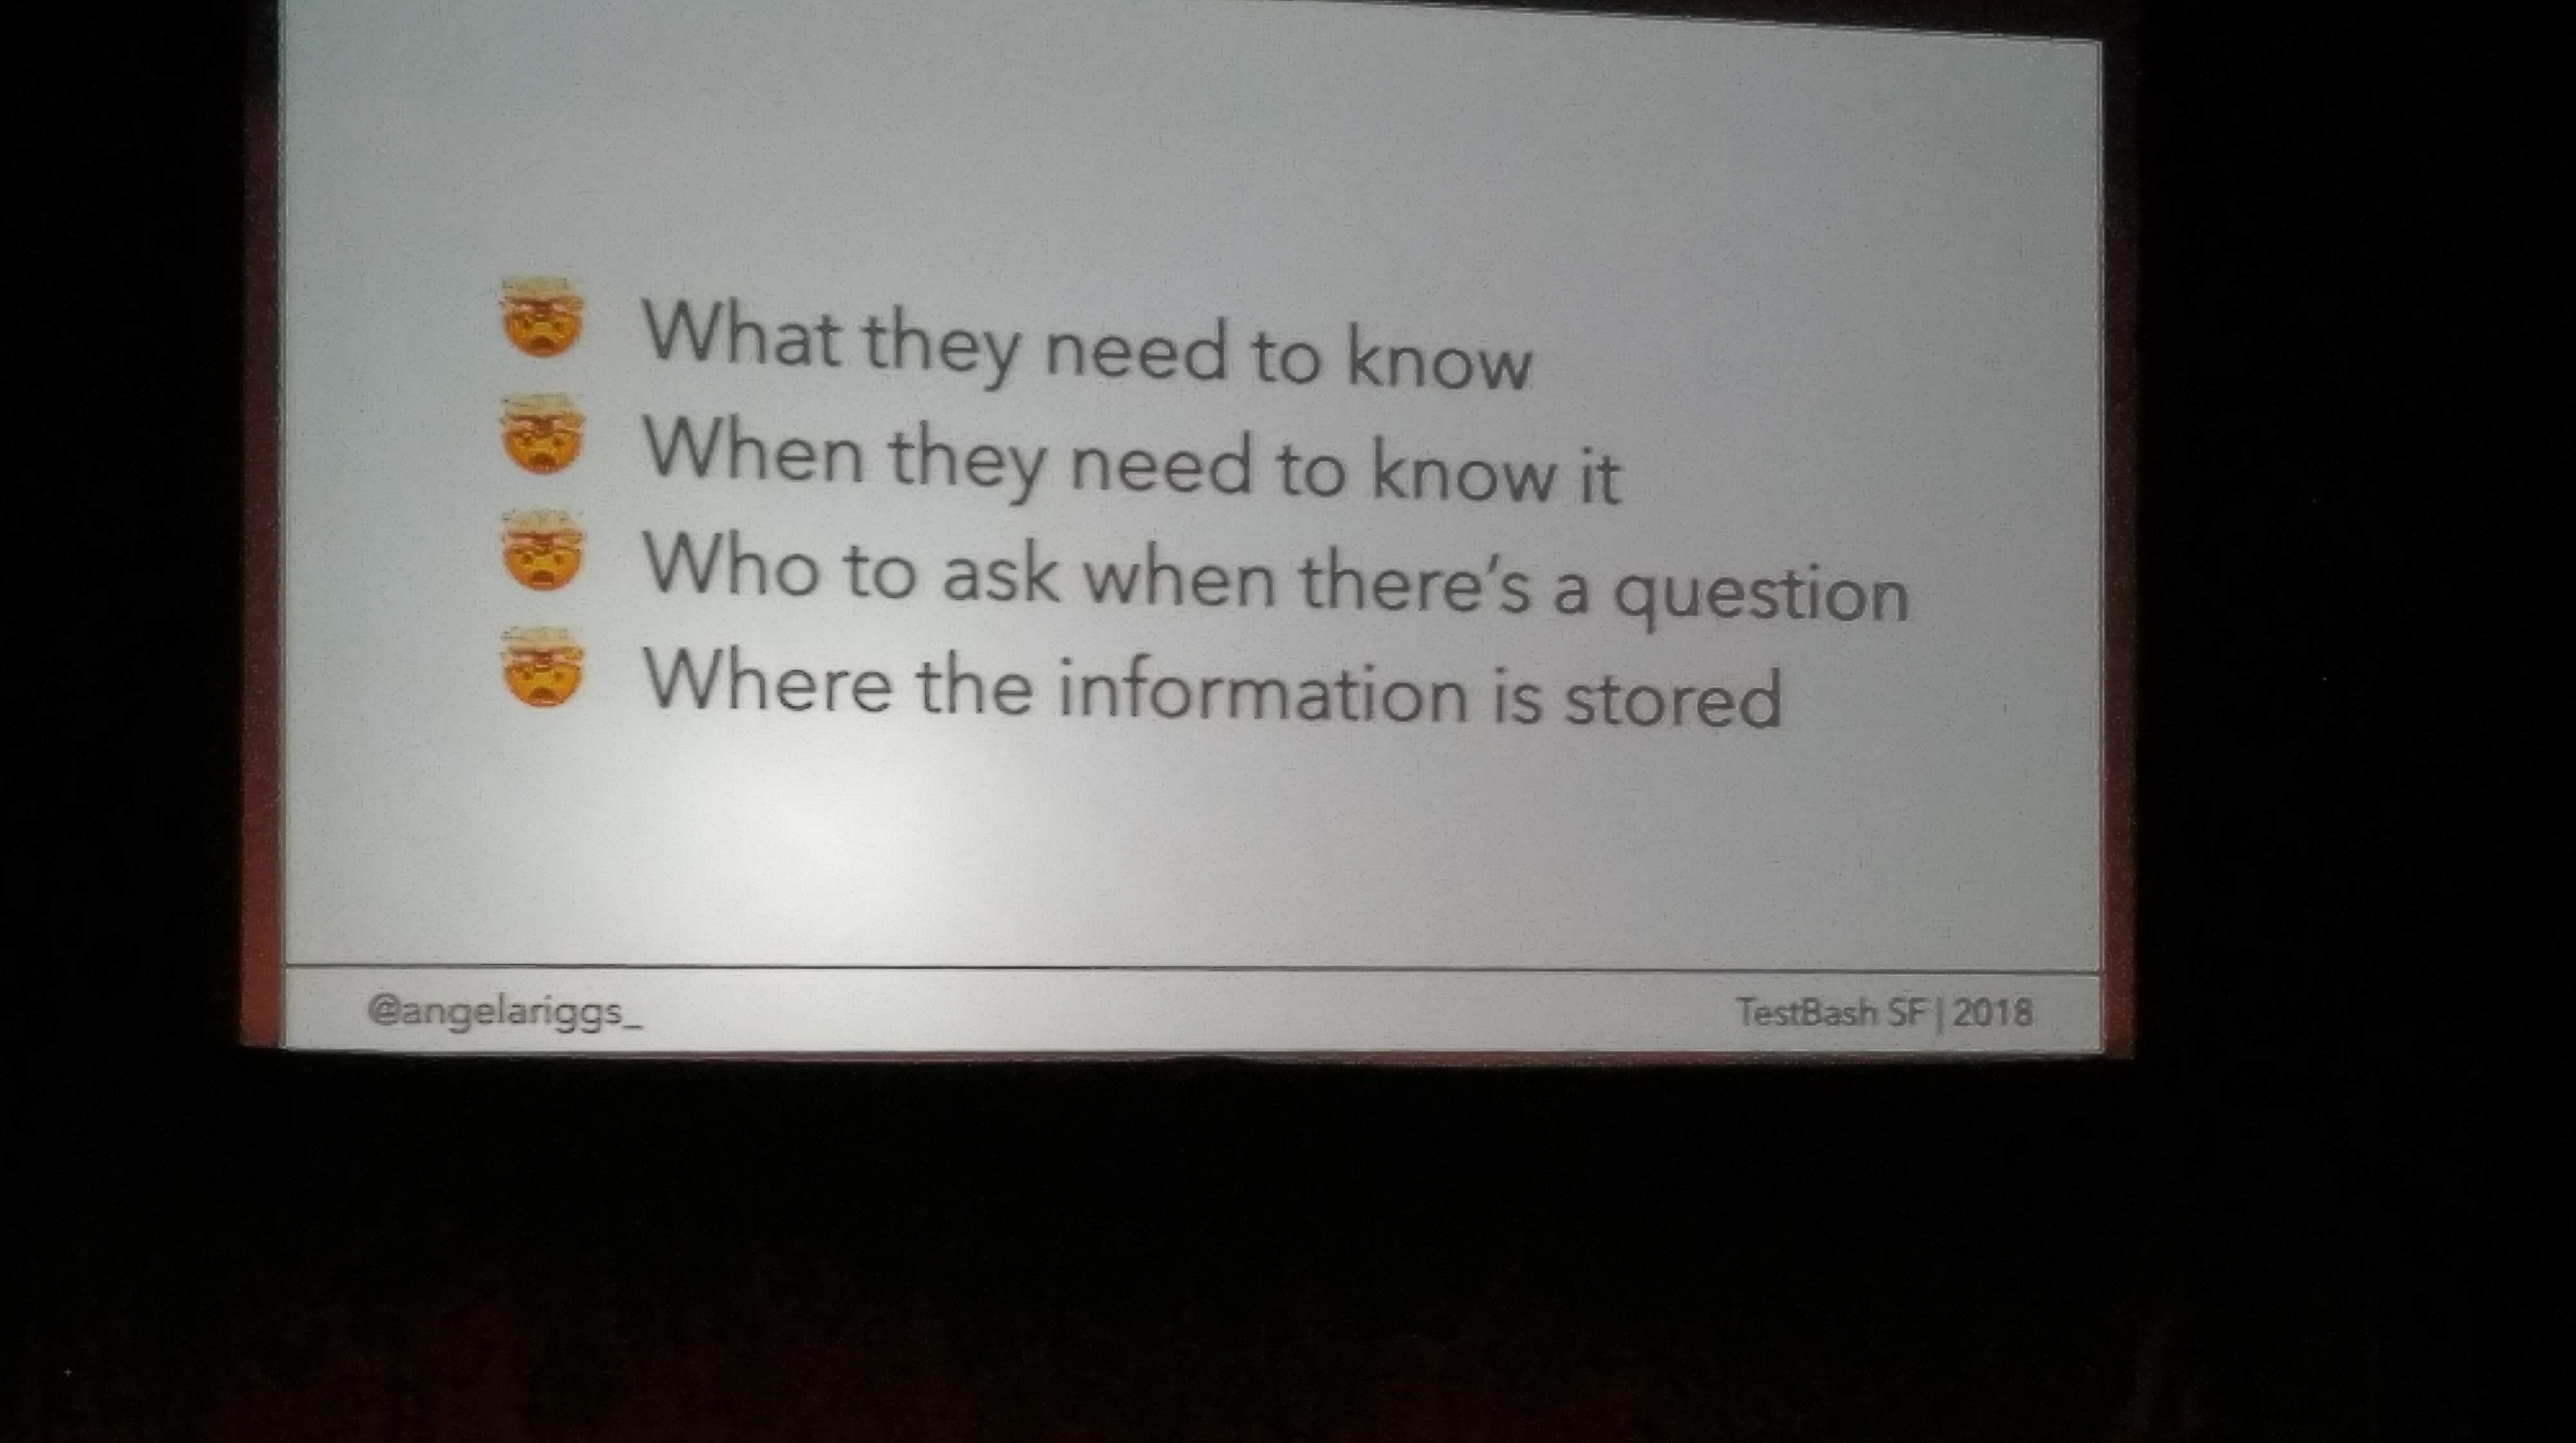 🤯 What they need to know
🤯 When they need to know it
🤯 Who to ask when there's a question
🤯 Where the information is stored
@angelariggs_
TestBash SF | 2018